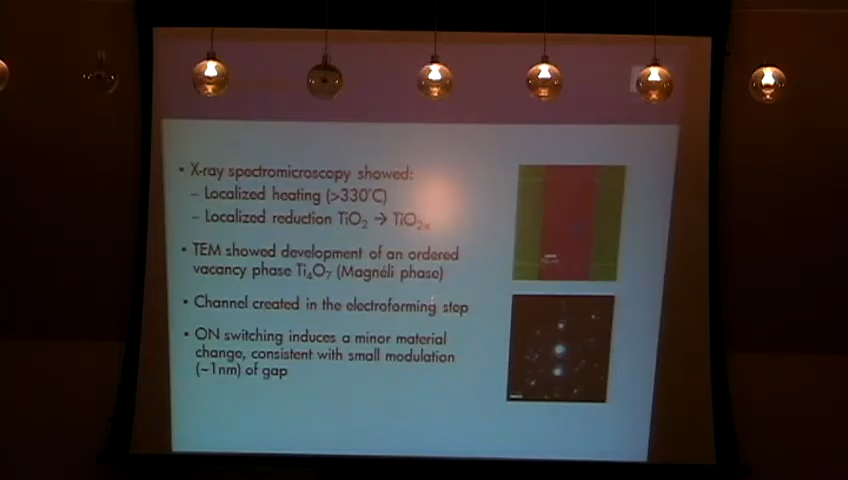 • X-ray spectromicroscopy showed:
– Localized heating (>330°C)
– Localized reduction TiO₂ → TiO₂₋ₓ
• TEM showed development of an ordered
vacancy phase Ti₄O₇ (Magnéli phase)
• Channel created in the electroforming step
• ON switching induces a minor material
change, consistent with small modulation
(~1nm) of gap